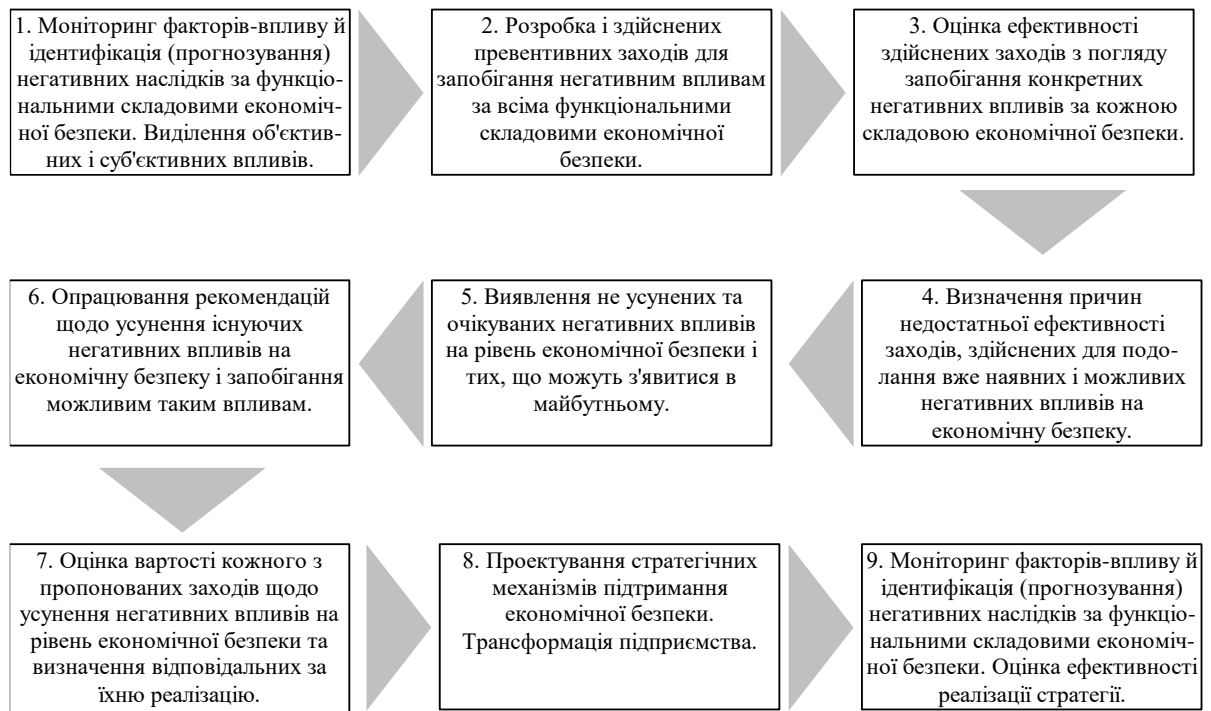 1. Моніторинг факторів-впливу й
ідентифікація (прогнозування)
негативних наслідків за функціо-
нальними складовими економіч-
ної безпеки. Виділення об'єктив-
них і суб'єктивних впливів.
2. Розробка і здійснених
превентивних заходів для
запобігання негативним впливам
за всіма функціональними
складовими економічної
безпеки.
3. Оцінка ефективності
здійснених заходів з погляду
запобігання конкретних
негативних впливів за кожною
складовою економічної безпеки.
4. Визначення причин
недостатньої ефективності
заходів, здійснених для подо-
лання вже наявних і можливих
негативних впливів на
економічну безпеку.
5. Виявлення не усунених та
очікуваних негативних впливів
на рівень економічної безпеки і
тих, що можуть з'явитися в
майбутньому.
6. Опрацювання рекомендацій
щодо усунення існуючих
негативних впливів на
економічну безпеку і запобігання
можливим таким впливам.
7. Оцінка вартості кожного з
пропонованих заходів щодо
усунення негативних впливів на
рівень економічної безпеки та
визначення відповідальних за
їхню реалізацію.
8. Проектування стратегічних
механізмів підтримання
економічної безпеки.
Трансформація підприємства.
9. Моніторинг факторів-впливу й
ідентифікація (прогнозування)
негативних наслідків за функціо-
нальними складовими економіч-
ної безпеки. Оцінка ефективності
реалізації стратегії.